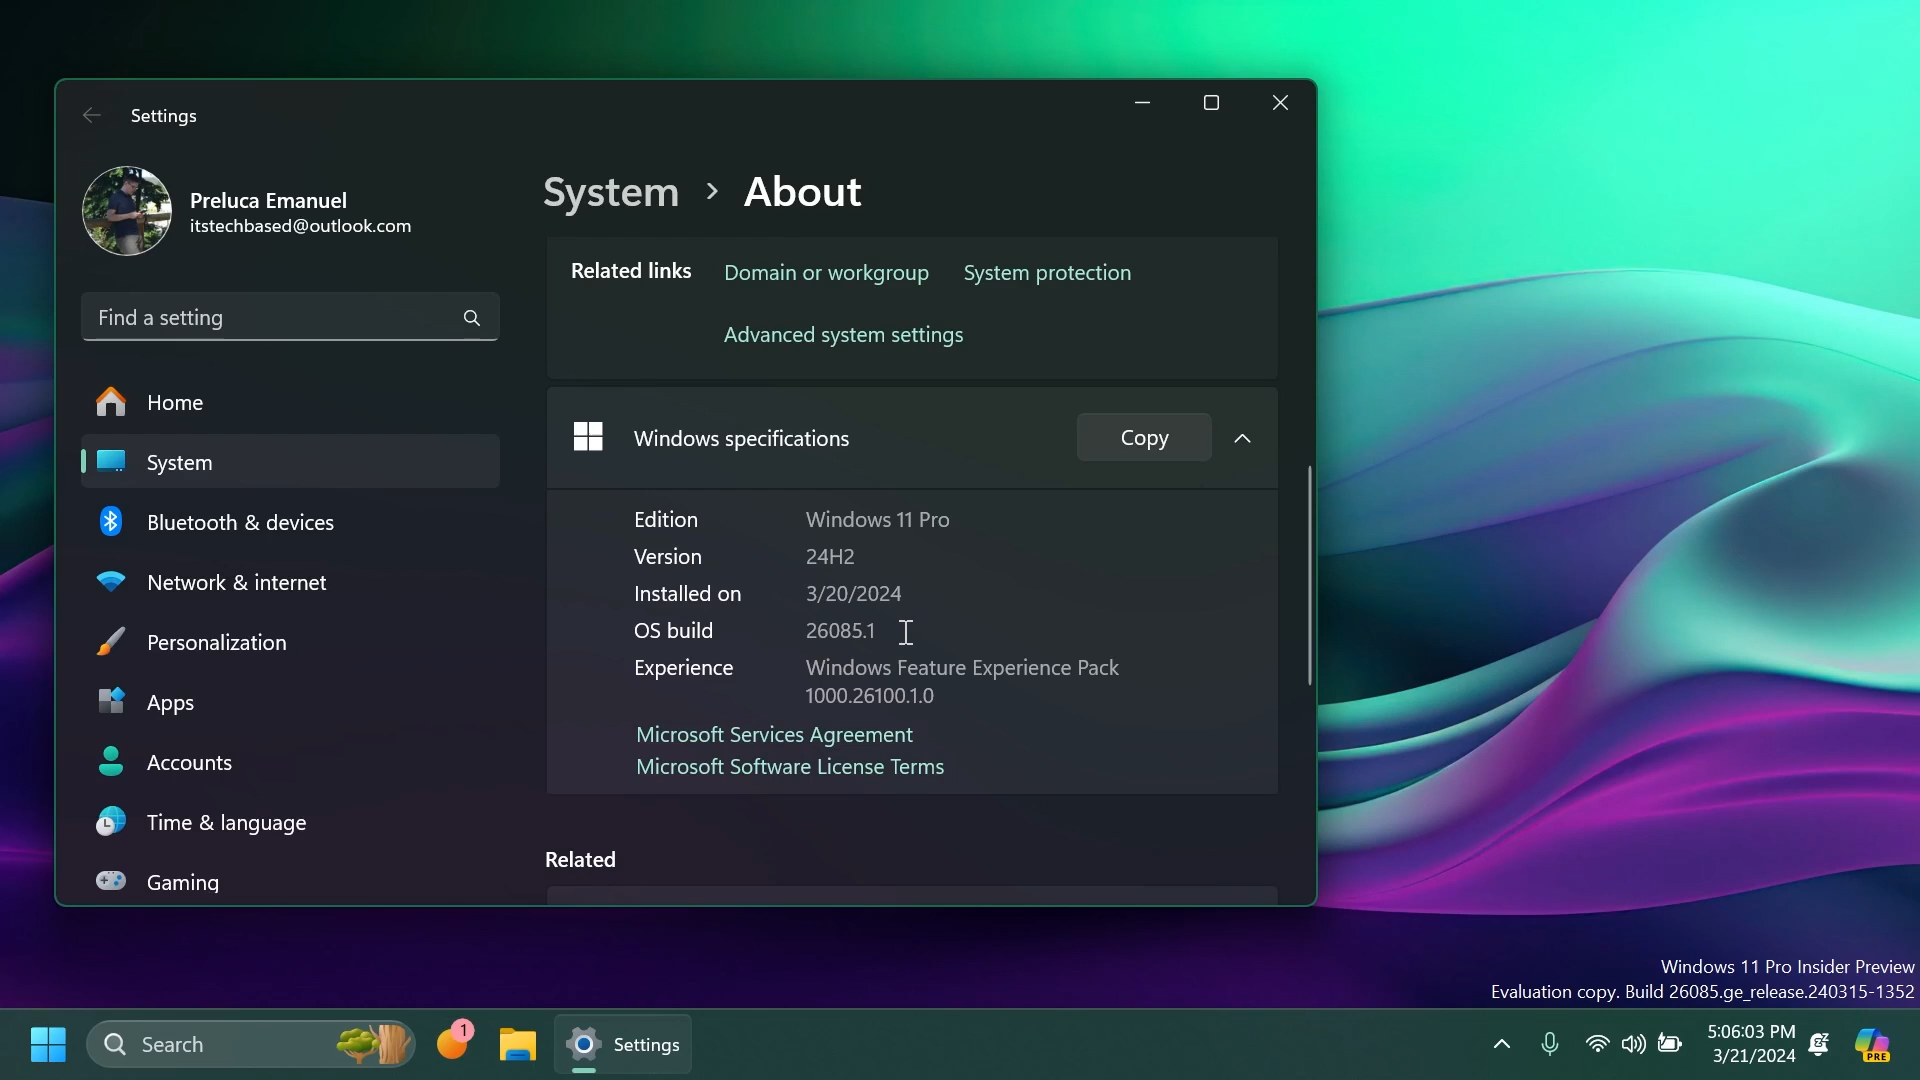 Settings
Preluca Emanuel
itstechbased@outlook.com
Find a setting
Home
System
Bluetooth & devices
Network & internet
Personalization
Apps
Accounts
Time & language
Gaming
System > About
Related links Domain or workgroup System protection
Advanced system settings
Windows specifications Copy
Edition Windows 11 Pro
Version 24H2
Installed on 3/20/2024
OS build 26085.1
Experience Windows Feature Experience Pack
1000.26100.1.0
Microsoft Services Agreement
Microsoft Software License Terms
Related
Windows 11 Pro Insider Preview
Evaluation copy. Build 26085.ge_release.240315-1352
Search 1 Settings 5:06:03 PM
3/21/2024
PRE